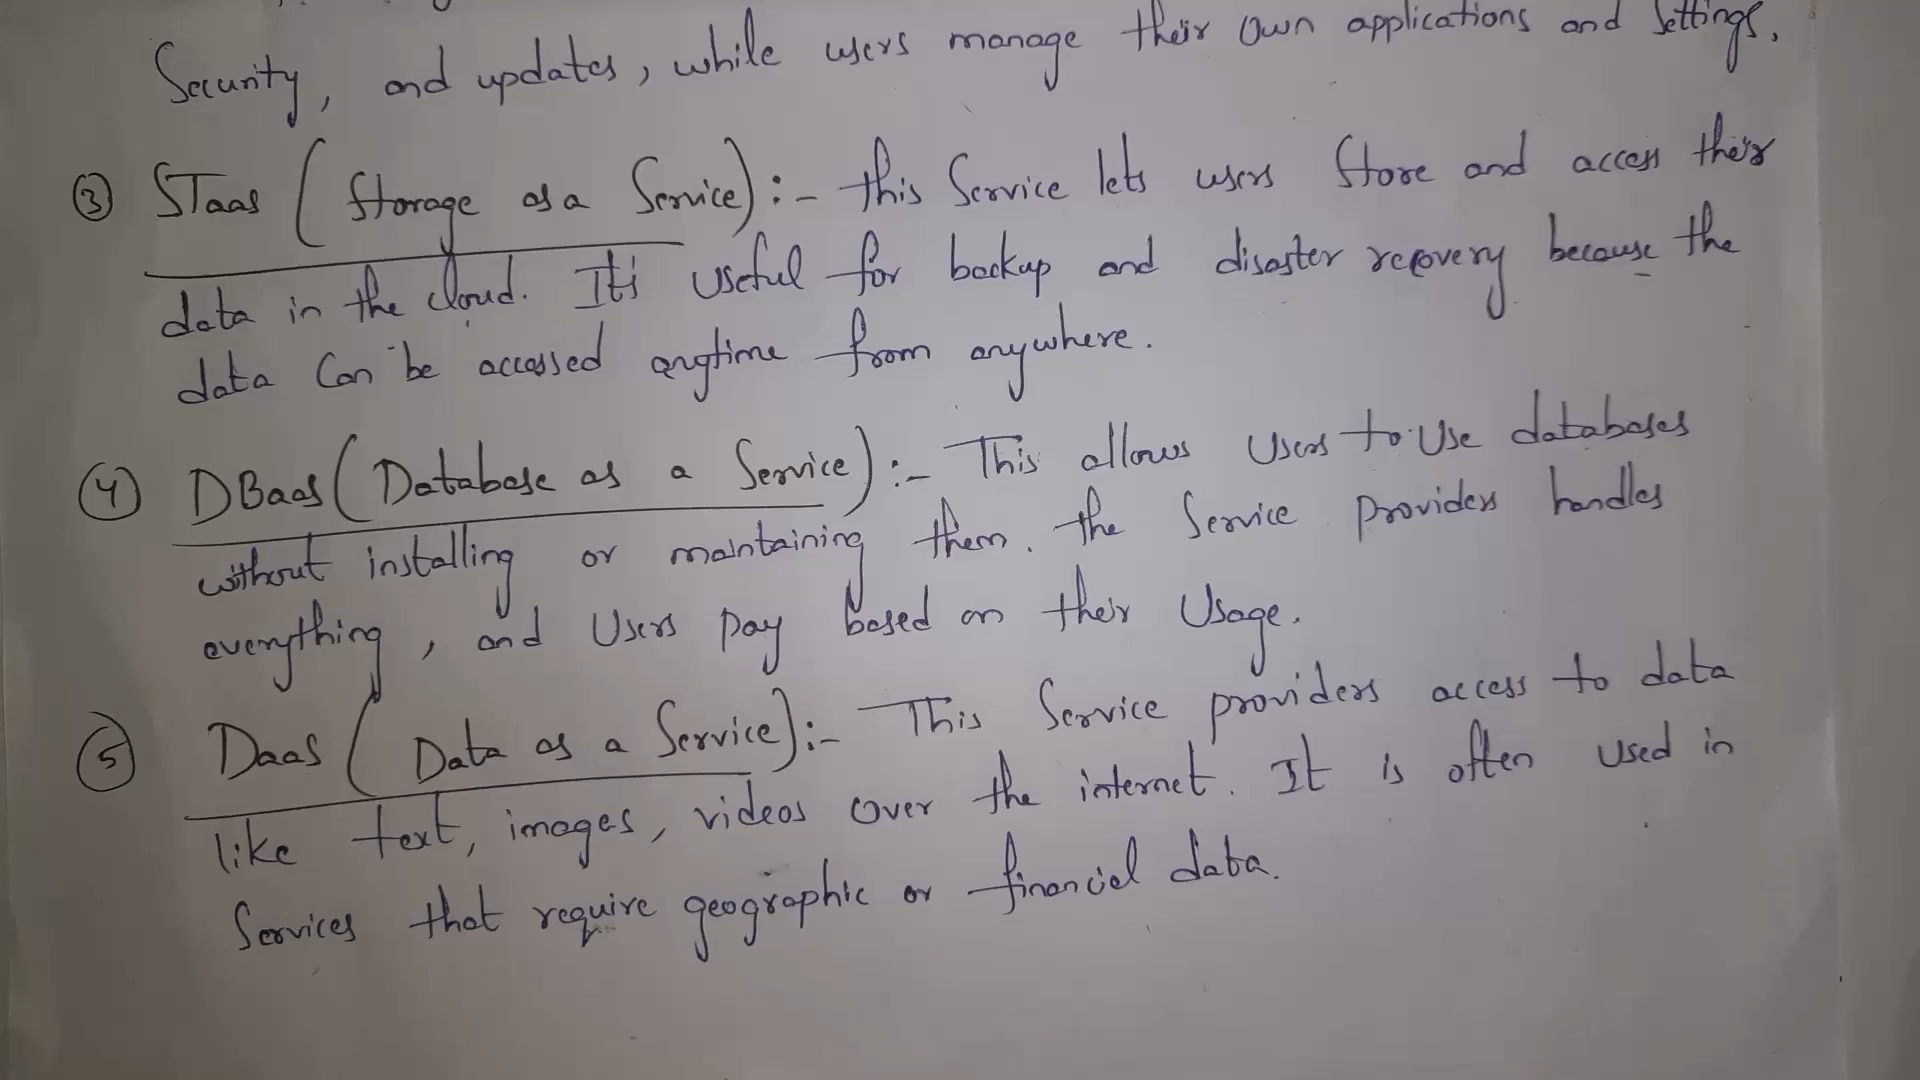 Security, and updates, while users manage their own applications and settings.
③ STaas (Storage as a Service) :- this Service lets users Store and access their
data in the cloud. It's useful for backup and disaster recovery because the
data Can be accessed anytime from anywhere.
④ DBaas (Database as a Service) :- This allows Users to Use databases
without installing or maintaining them. the Service Providers handles
everything, and Users Pay based on their Usage.
⑤ Daas (Data as a Service) :- This Service providers access to data
like text, images, videos over the internet. It is often used in
Services that require geographic or financial data.